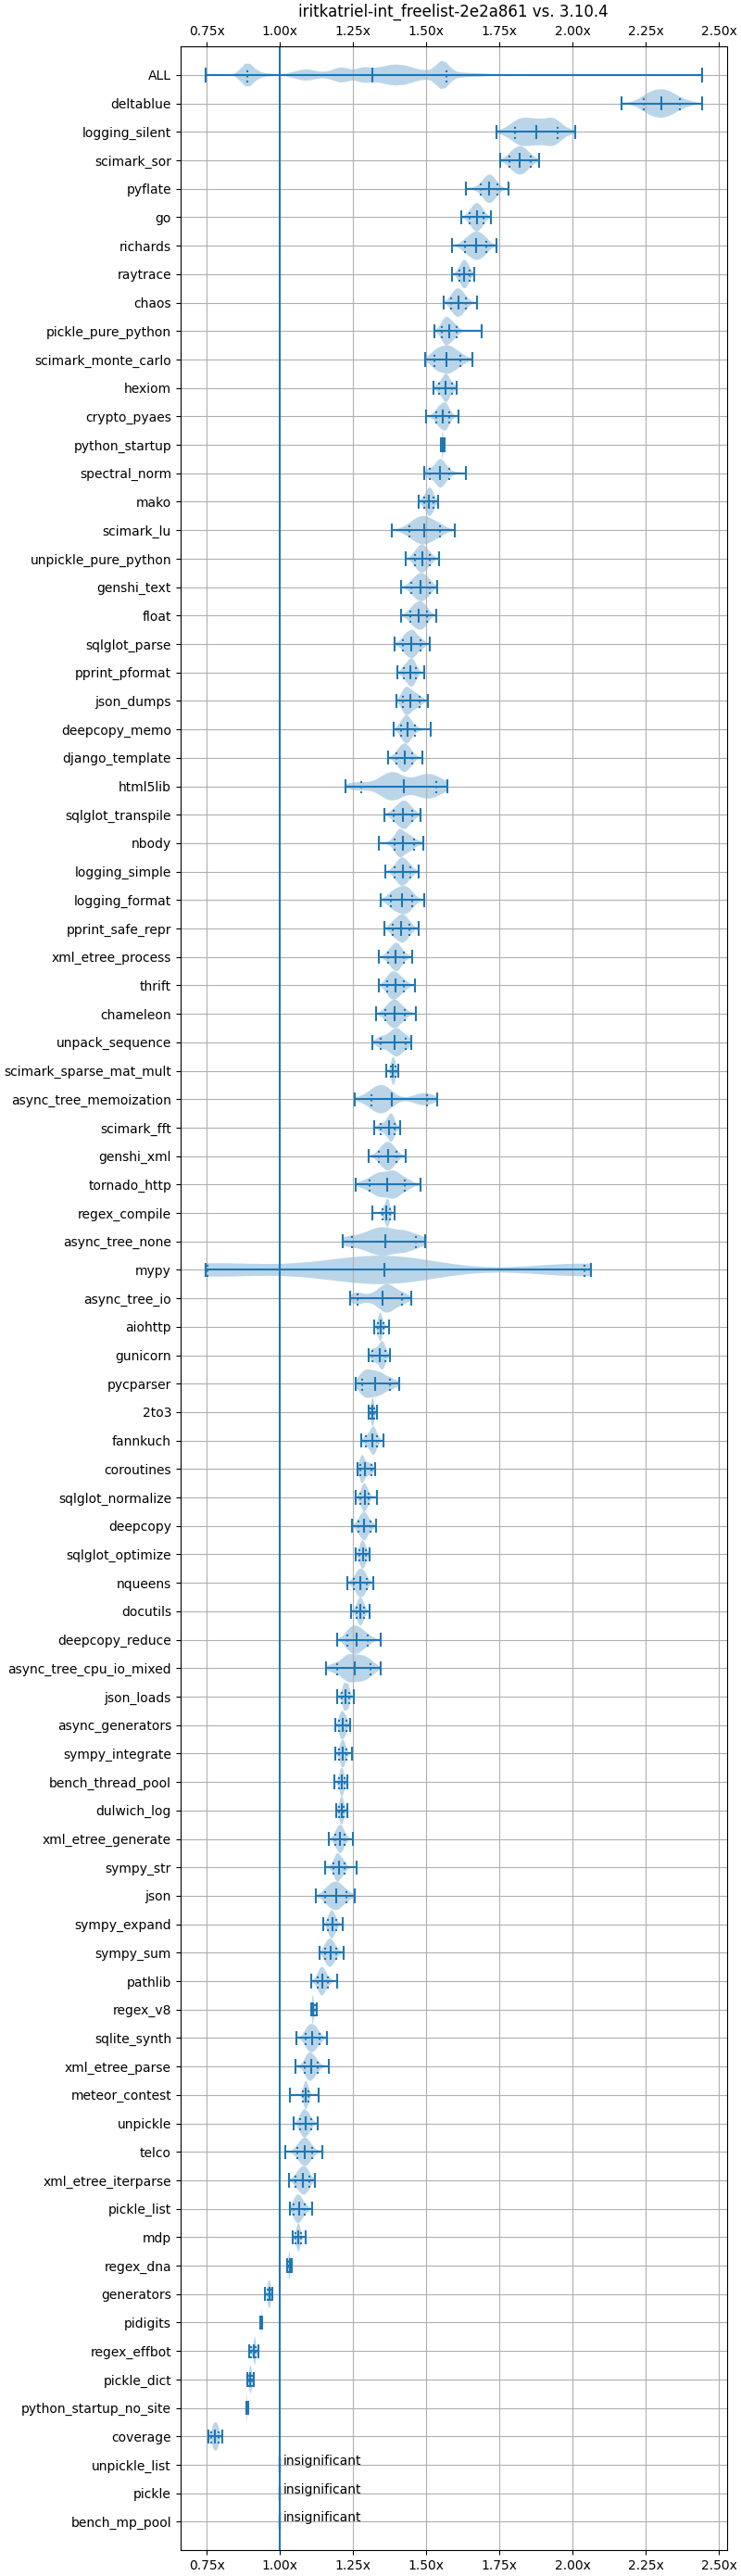 iritkatriel-int_freelist-2e2a861 vs. 3.10.4
0.75x 1.00x 1.25x 1.50x 1.75x 2.00x 2.25x 2.50x
ALL
deltablue
logging_silent
scimark_sor
pyflate
go
richards
raytrace
chaos
pickle_pure_python
scimark_monte_carlo
hexiom
crypto_pyaes
python_startup
spectral_norm
mako
scimark_lu
unpickle_pure_python
genshi_text
float
sqlglot_parse
pprint_pformat
json_dumps
deepcopy_memo
django_template
html5lib
sqlglot_transpile
nbody
logging_simple
logging_format
pprint_safe_repr
xml_etree_process
thrift
chameleon
unpack_sequence
scimark_sparse_mat_mult
async_tree_memoization
scimark_fft
genshi_xml
tornado_http
regex_compile
async_tree_none
mypy
async_tree_io
aiohttp
gunicorn
pycparser
2to3
fannkuch
coroutines
sqlglot_normalize
deepcopy
sqlglot_optimize
nqueens
docutils
deepcopy_reduce
async_tree_cpu_io_mixed
json_loads
async_generators
sympy_integrate
bench_thread_pool
dulwich_log
xml_etree_generate
sympy_str
json
sympy_expand
sympy_sum
pathlib
regex_v8
sqlite_synth
xml_etree_parse
meteor_contest
unpickle
telco
xml_etree_iterparse
pickle_list
mdp
regex_dna
generators
pidigits
regex_effbot
pickle_dict
python_startup_no_site
coverage
unpickle_list insignificant
pickle insignificant
bench_mp_pool insignificant
0.75x 1.00x 1.25x 1.50x 1.75x 2.00x 2.25x 2.50x